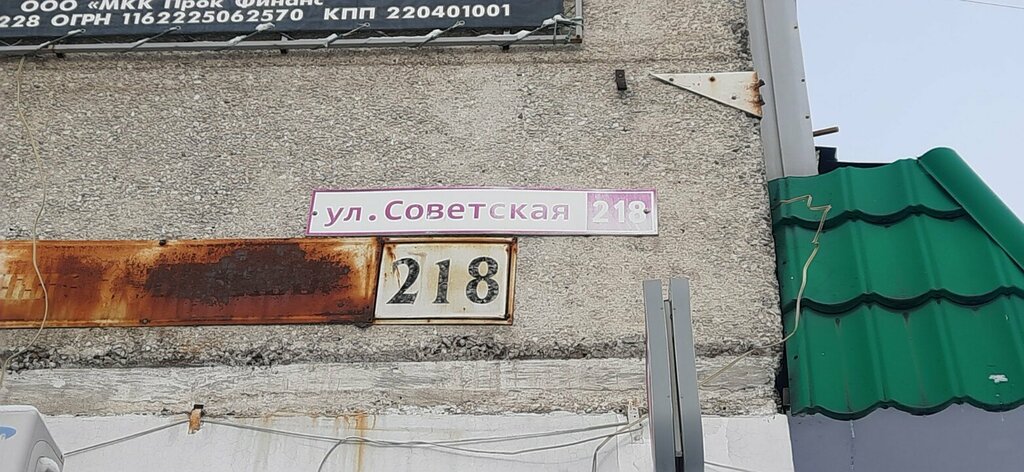 ООО «МКК Прок Финанс
228 ОГРН 1162225062570 КПП 220401001
ул. Советская 218
218